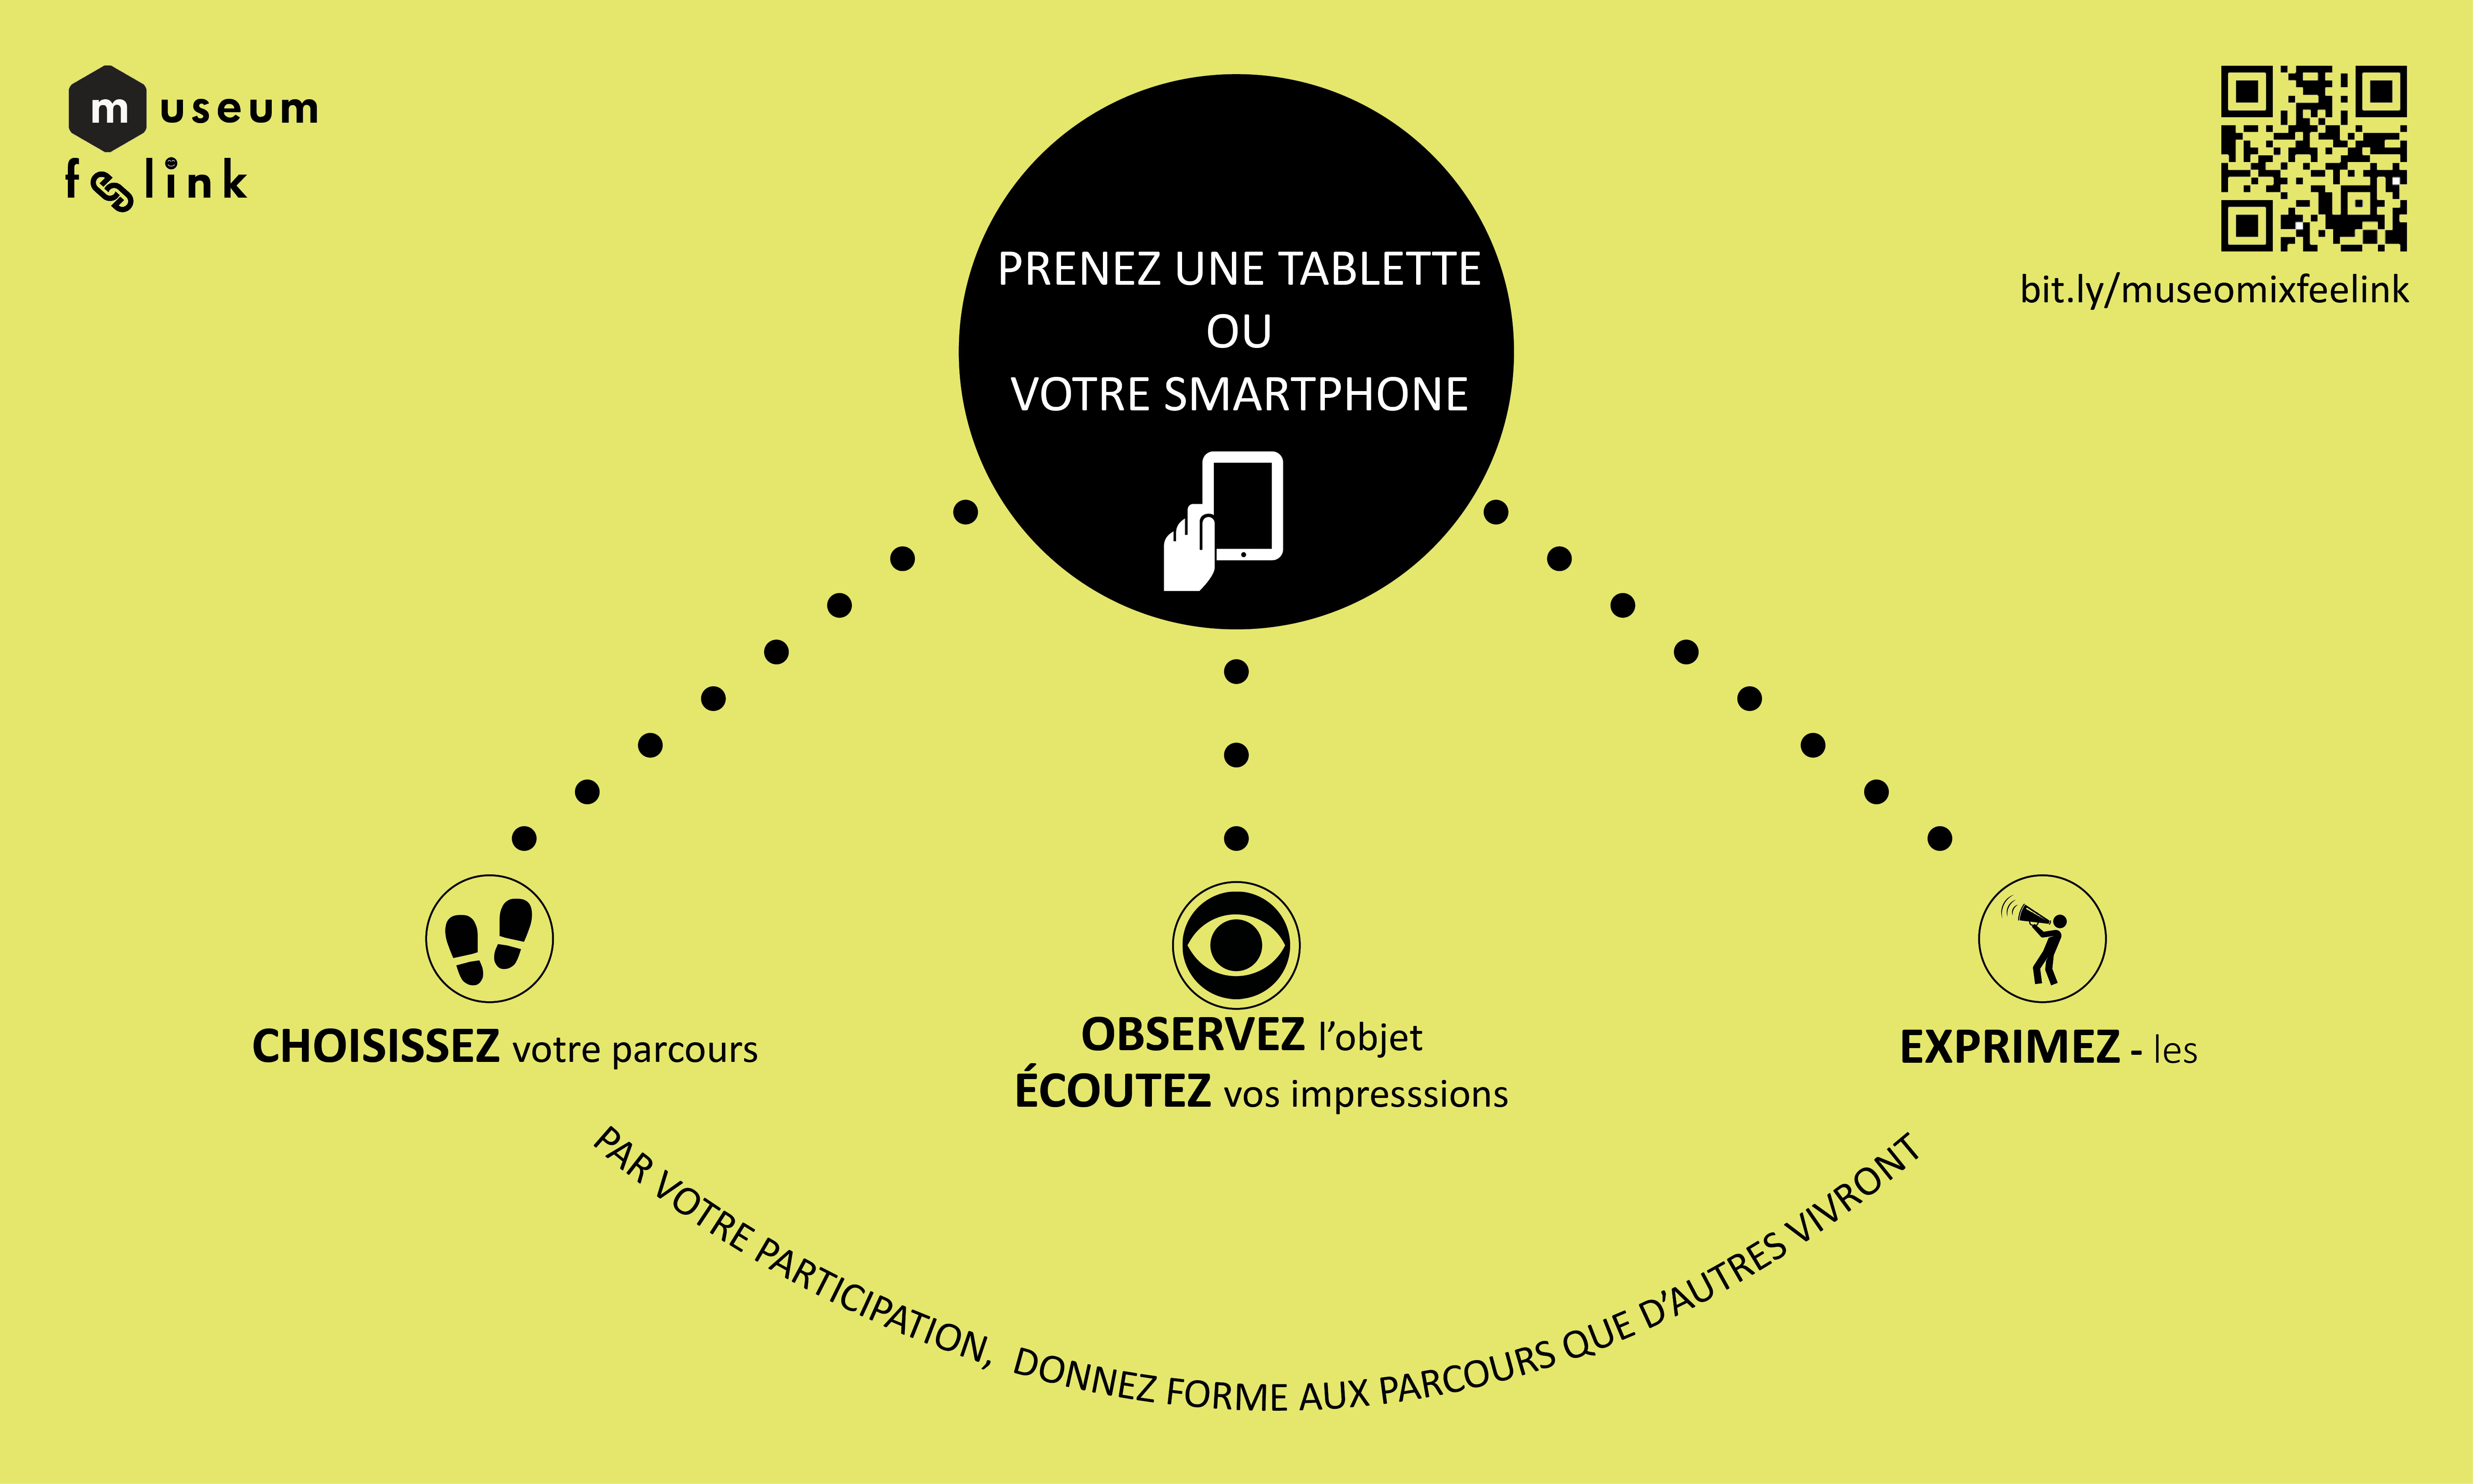 museum
feelink
bit.ly/museomixfeelink
PRENEZ UNE TABLETTE
OU
VOTRE SMARTPHONE
CHOISISSEZ votre parcours
OBSERVEZ l’objet
ÉCOUTEZ vos impresssions
EXPRIMEZ - les
PAR VOTRE PARTICIPATION, DONNEZ FORME AUX PARCOURS QUE D’AUTRES VIVRONT